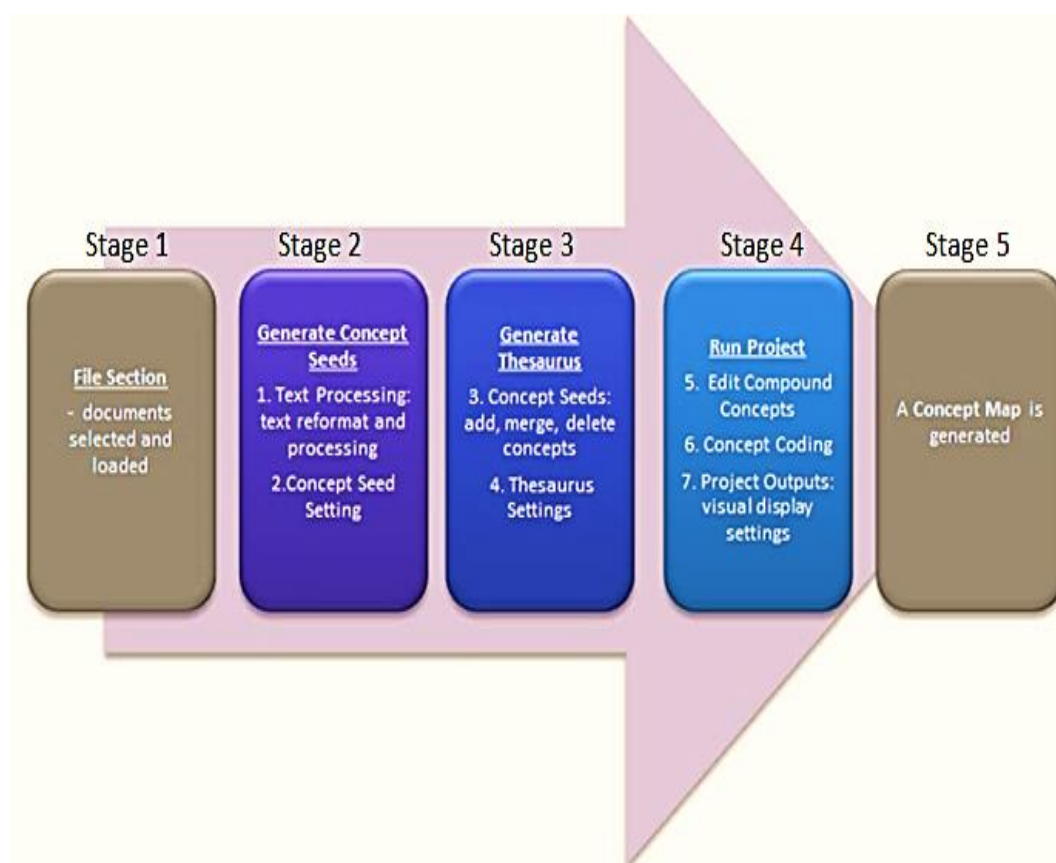 Stage 1
File Section
- documents
selected and
loaded
Stage 2
Generate Concept
Seeds
1. Text Processing:
text reformat and
processing
2.Concept Seed
Setting
Stage 3
Generate
Thesaurus
3. Concept Seeds:
add, merge, delete
concepts
4. Thesaurus
Settings
Stage 4
Run Project
5. Edit Compound
Concepts
6. Concept Coding
7. Project Outputs:
visual display
settings
Stage 5
A Concept Map is
generated